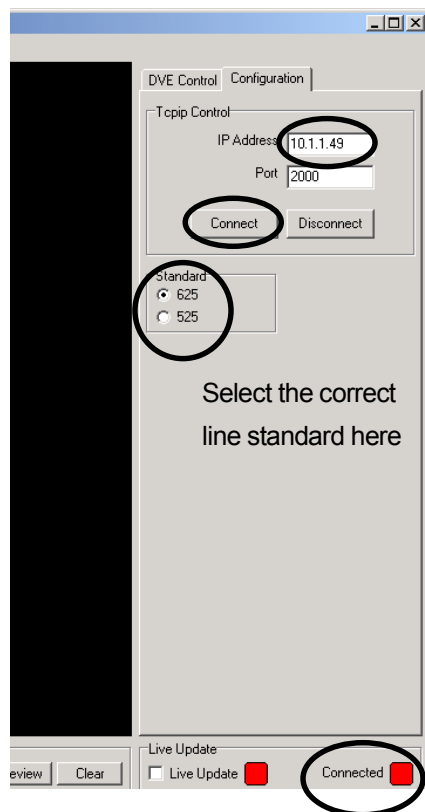 DVE Control Configuration
Tcpip Control
IP Address 10.1.1.49
Port 2000
Connect Disconnect
Standard
625
525
Select the correct
line standard here
Live Update
eview Clear Live Update Connected